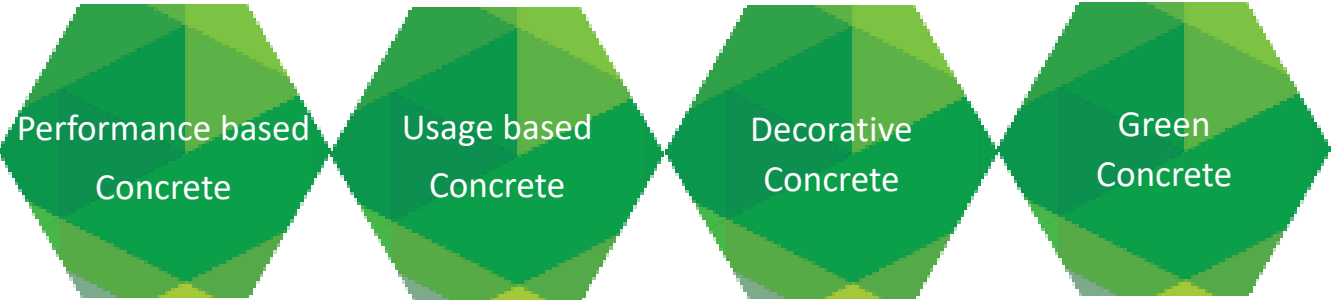 Performance based
Concrete
Usage based
Concrete
Decorative
Concrete
Green
Concrete